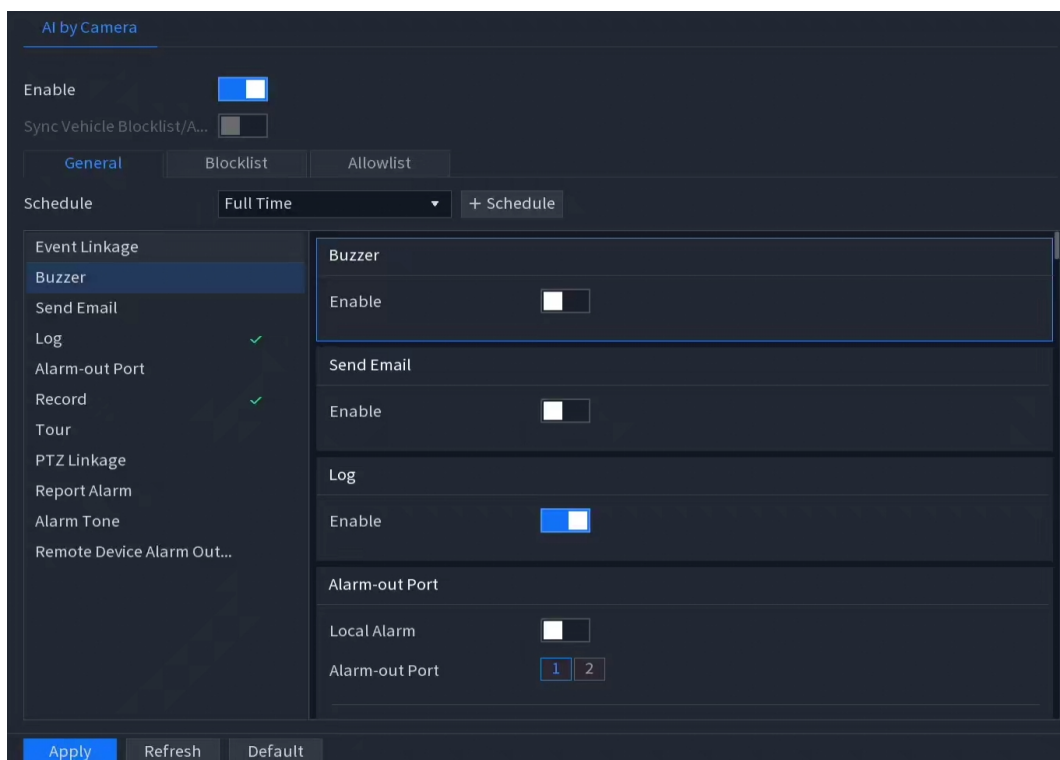 AI by Camera
Enable
Sync Vehicle Blocklist/A...
General Blocklist Allowlist
Schedule Full Time + Schedule
Event Linkage
Buzzer
Send Email
Log
Alarm-out Port
Record
Tour
PTZ Linkage
Report Alarm
Alarm Tone
Remote Device Alarm Out...
Buzzer
Enable
Send Email
Enable
Log
Enable
Alarm-out Port
Local Alarm
Alarm-out Port 1 2
Apply Refresh Default